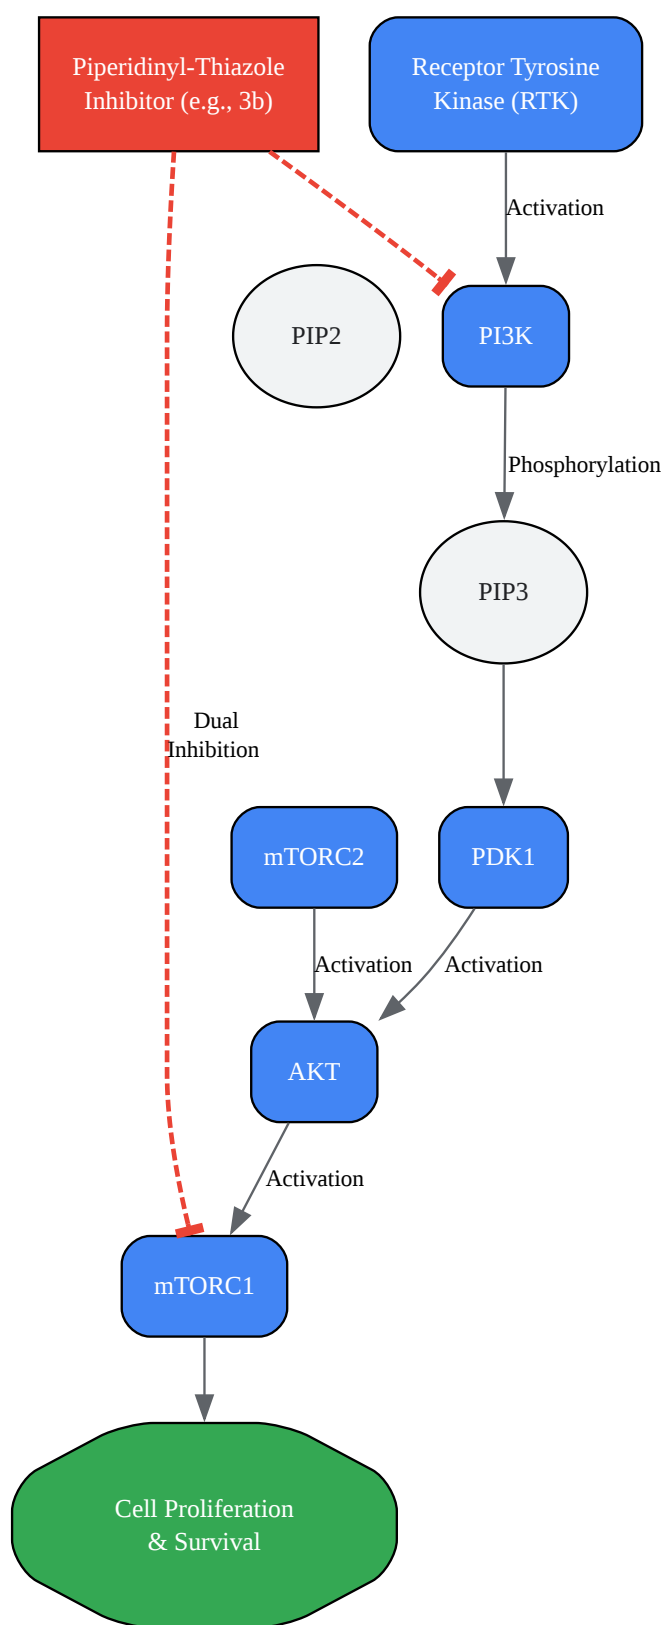 Piperidinyl-Thiazole
Inhibitor (e.g., 3b)
Receptor Tyrosine
Kinase (RTK)
Activation
PIP2
PI3K
Phosphorylation
PIP3
Dual
Inhibition
mTORC2
PDK1
Activation
Activation
AKT
Activation
mTORC1
Cell Proliferation
& Survival